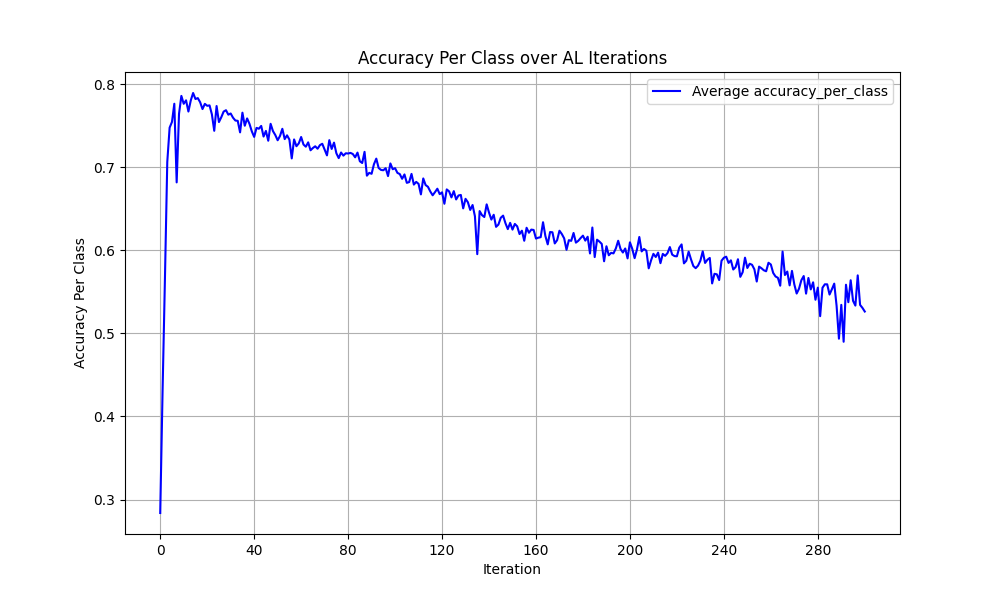 Accuracy Per Class over AL Iterations
Average accuracy_per_class
Accuracy Per Class
0.8
0.7
0.6
0.5
0.4
0.3
0 40 80 120 160 200 240 280
Iteration